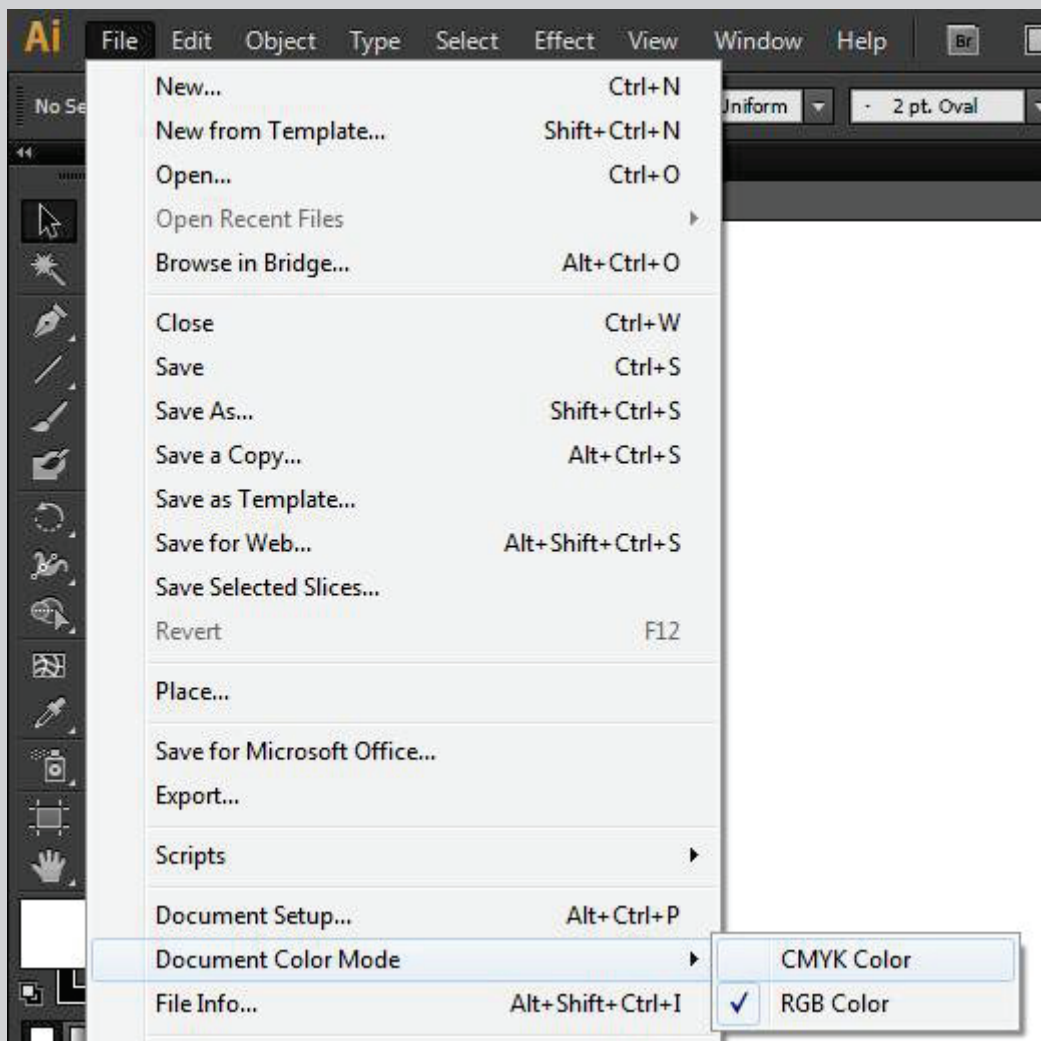 Ai File Edit Object Type Select Effect View Window Help Br
No Se
Uniform
2 pt. Oval
New... Ctrl+N
New from Template... Shift+Ctrl+N
Open... Ctrl+O
Open Recent Files
Browse in Bridge... Alt+Ctrl+O
Close Ctrl+W
Save Ctrl+S
Save As... Shift+Ctrl+S
Save a Copy... Alt+Ctrl+S
Save as Template...
Save for Web... Alt+Shift+Ctrl+S
Save Selected Slices...
Revert F12
Place...
Save for Microsoft Office...
Export...
Scripts
Document Setup... Alt+Ctrl+P
Document Color Mode
CMYK Color
File Info... Alt+Shift+Ctrl+I
RGB Color